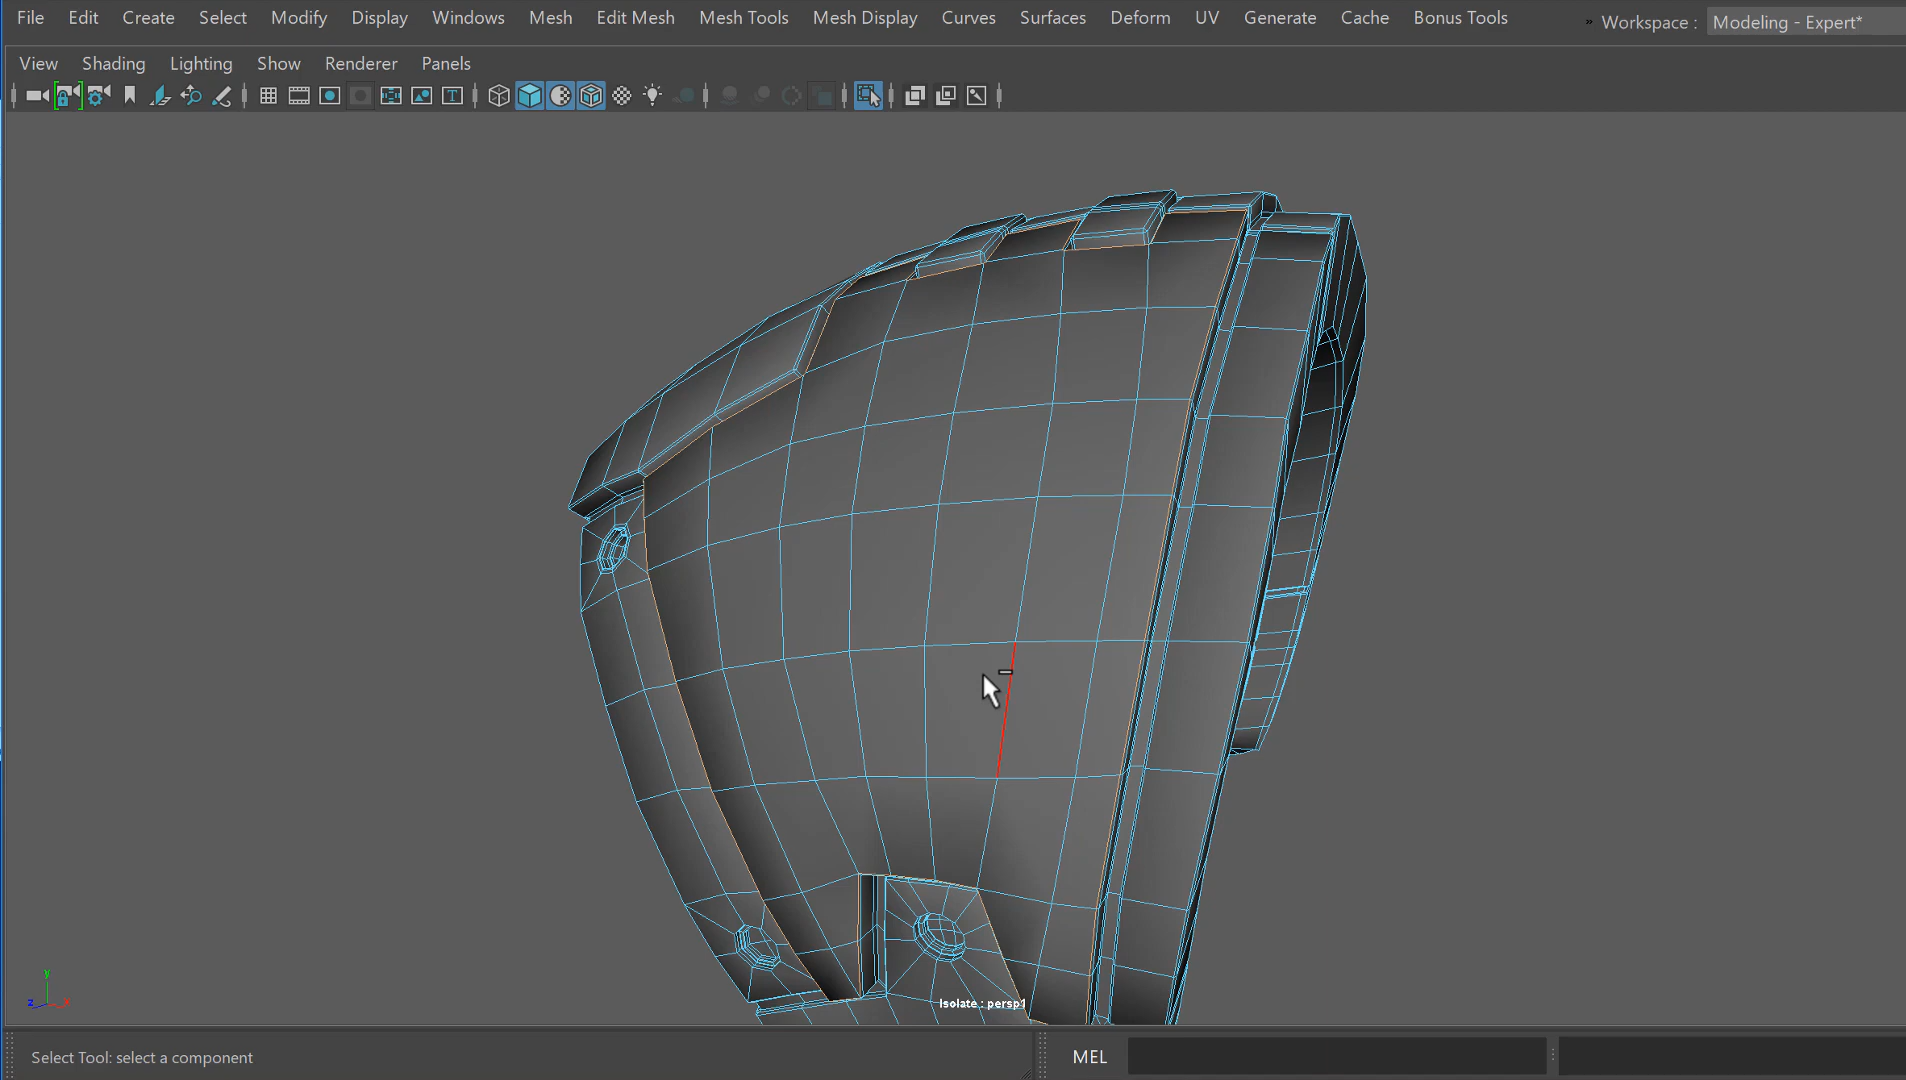 File Edit Create Select Modify Display Windows Mesh Edit Mesh Mesh Tools Mesh Display Curves Surfaces Deform UV Generate Cache Bonus Tools » Workspace : Modeling - Expert*
View Shading Lighting Show Renderer Panels
T
y
z x
Isolate : persp1
Select Tool: select a component MEL